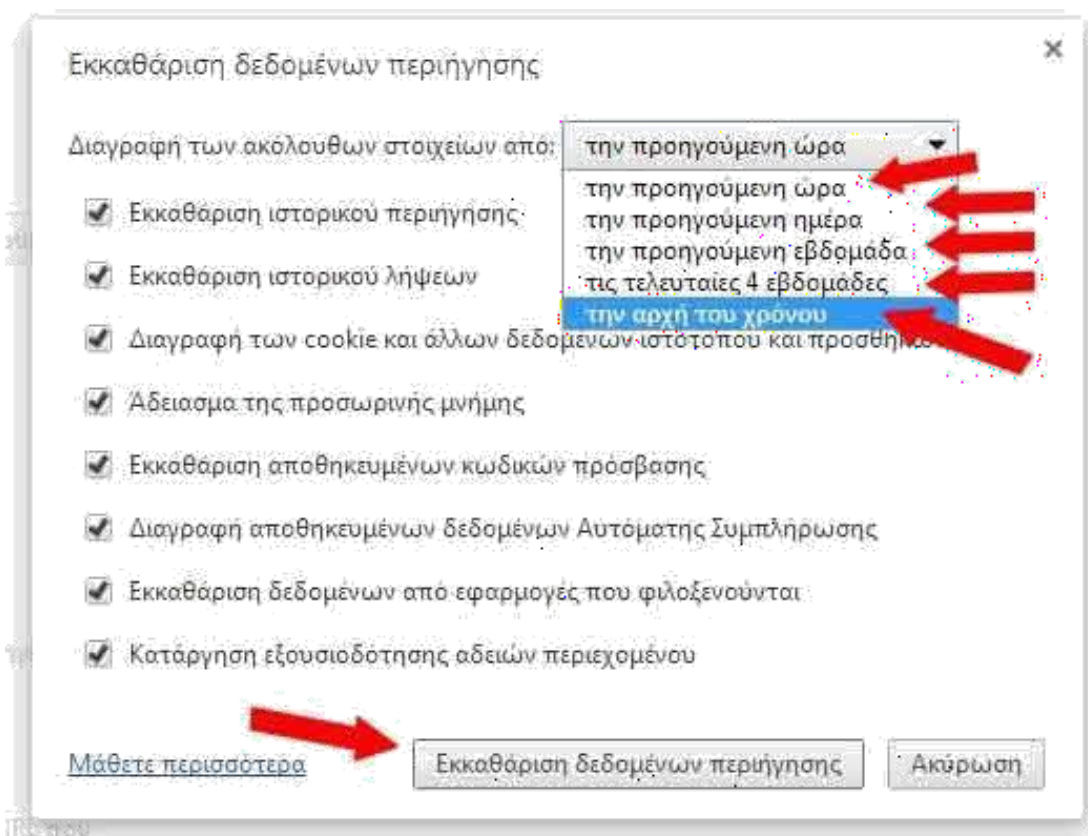 Εκκαθάριση δεδομένων περιήγησης
Διαγραφή των ακόλουθων στοιχείων από: την προηγούμενη ώρα
την προηγούμενη ώρα
την προηγούμενη ημέρα
την προηγούμενη εβδομάδα
τις τελευταίες 4 εβδομάδες
την αρχή του χρόνου
Εκκαθάριση ιστορικού περιήγησης
Εκκαθάριση ιστορικού λήψεων
Διαγραφή των cookie και άλλων δεδομένων ιστότοπου και
Άδειασμα της προσωρινής μνήμης
Εκκαθάριση αποθηκευμένων κωδικών πρόσβασης
Διαγραφή αποθηκευμένων δεδομένων Αυτόματης Συμπλήρωσης
Εκκαθάριση δεδομένων από εφαρμογές που φιλοξενούνται
Κατάργηση εξουσιοδότησης αδειών περιεχομένου
Μάθετε περισσότερα Εκκαθάριση δεδομένων περιήγησης Ακύρωση